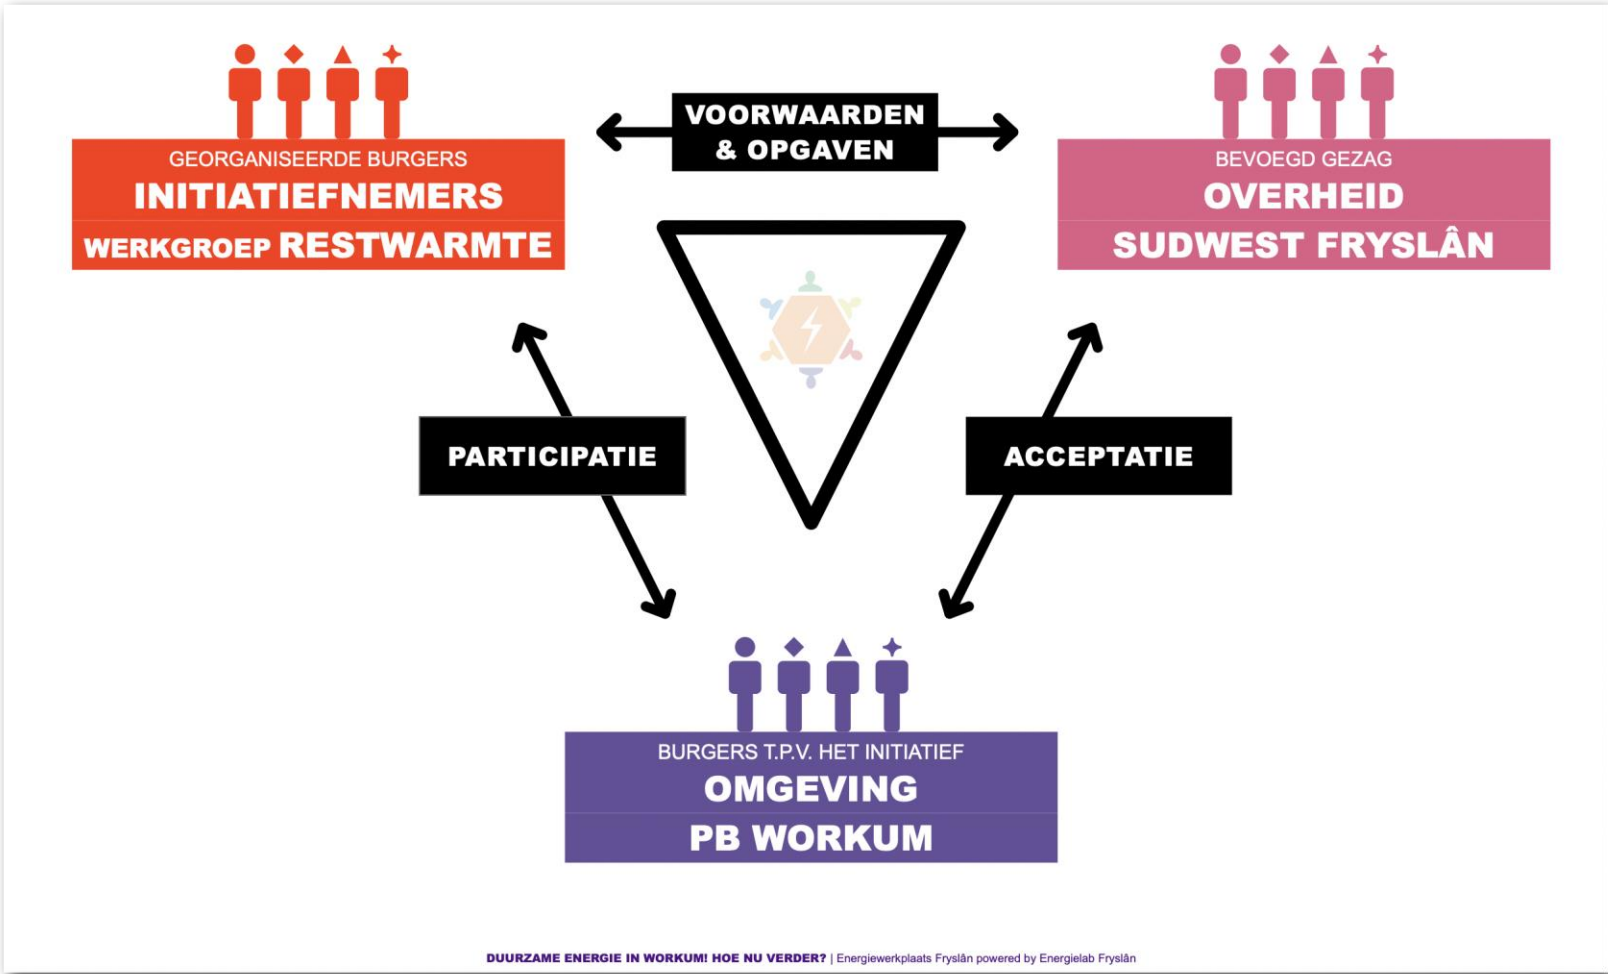 GEORGANISEERDE BURGERS
INITIATIEFNEMERS
WERKGROEP RESTWARMTE
VOORWAARDEN
& OPGAVEN
BEVOEGD GEZAG
OVERHEID
SUDWEST FRYSLÂN
PARTICIPATIE
ACCEPTATIE
BURGERS T.P.V. HET INITIATIEF
OMGEVING
PB WORKUM
DUURZAME ENERGIE IN WORKUM! HOE NU VERDER? | Energiewerkplaats Fryslân powered by Energielab Fryslân